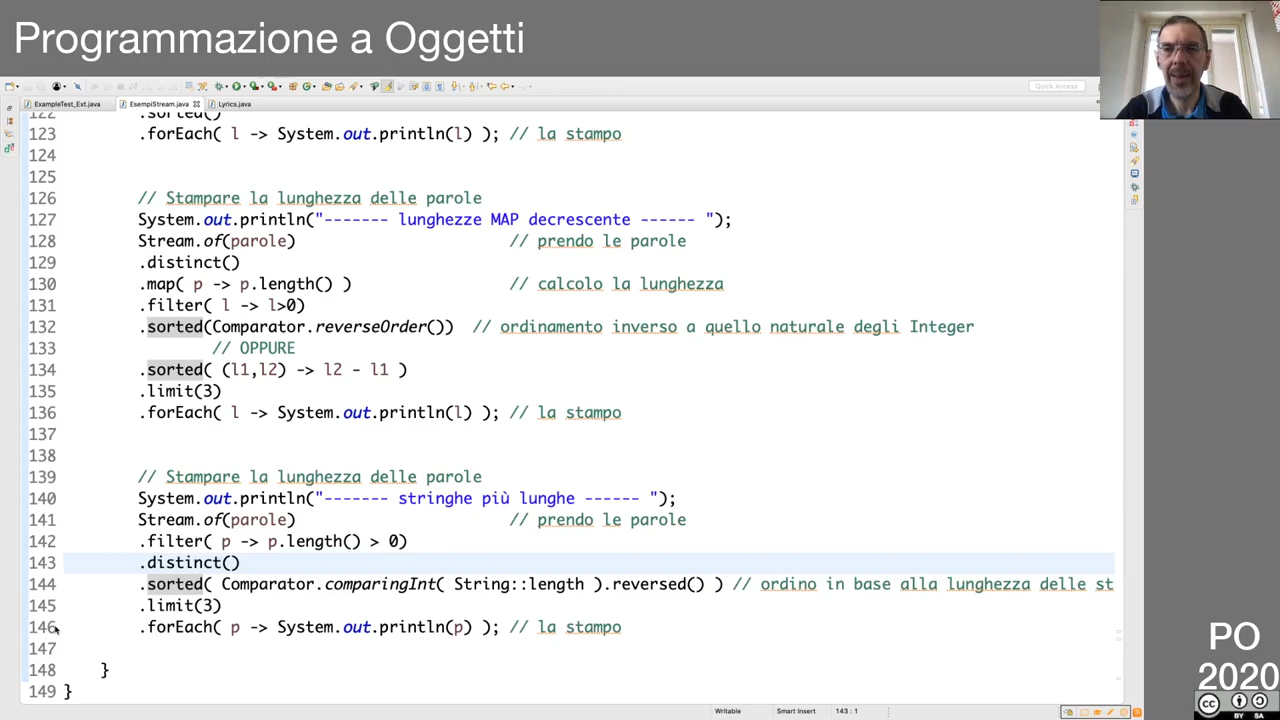 Programmazione a Oggetti
Quick Access
ExampleTest_Ext.java EsempiStream.java Lyrics.java
122 .sorted()
123 .forEach( l -> System.out.println(l) ); // la stampo
124
125
126 // Stampare la lunghezza delle parole
127 System.out.println("------- lunghezze MAP decrescente ------ ");
128 Stream.of(parole) // prendo le parole
129 .distinct()
130 .map( p -> p.length() ) // calcolo la lunghezza
131 .filter( l -> l>0)
132 .sorted(Comparator.reverseOrder()) // ordinamento inverso a quello naturale degli Integer
133 // OPPURE
134 .sorted( (l1,l2) -> l2 - l1 )
135 .limit(3)
136 .forEach( l -> System.out.println(l) ); // la stampo
137
138
139 // Stampare la lunghezza delle parole
140 System.out.println("------- stringhe più lunghe ------ ");
141 Stream.of(parole) // prendo le parole
142 .filter( p -> p.length() > 0)
143 .distinct()
144 .sorted( Comparator.comparingInt( String::length ).reversed() ) // ordino in base alla lunghezza delle st
145 .limit(3)
146 .forEach( p -> System.out.println(p) ); // la stampo
147
148 }
149 }
Writable Smart Insert 143 : 1
PO
2020
cc
BY SA